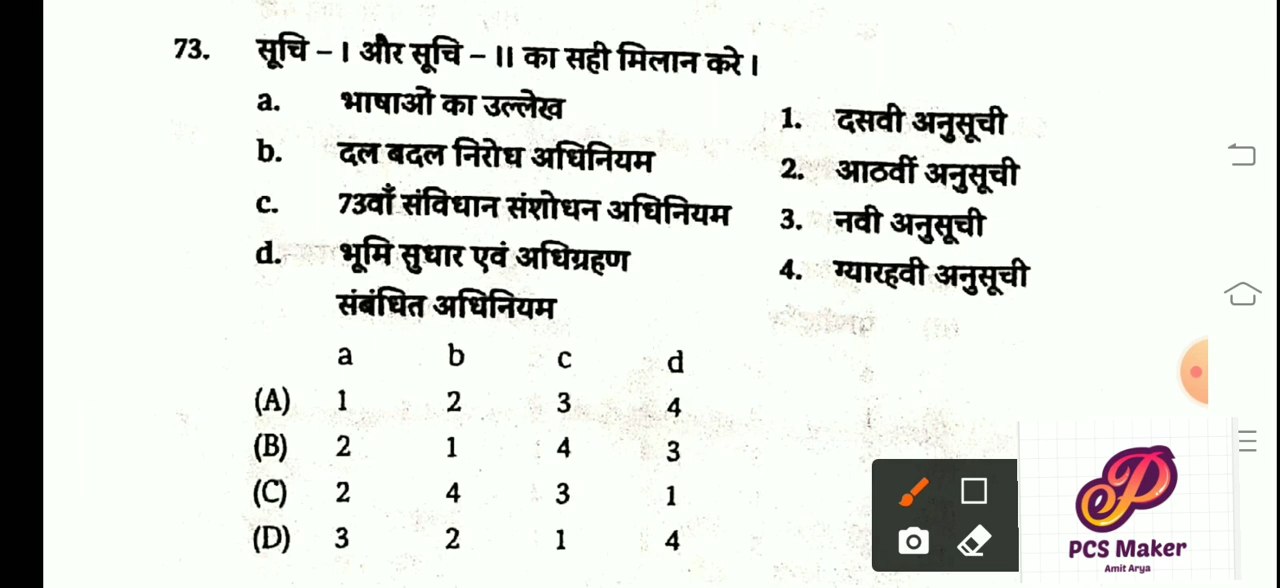 73. सूचि – I और सूचि – II का सही मिलान करे।
a. भाषाओं का उल्लेख 1. दसवी अनुसूची
b. दल बदल निरोध अधिनियम 2. आठवीं अनुसूची
c. 73वाँ संविधान संशोधन अधिनियम 3. नवी अनुसूची
d. भूमि सुधार एवं अधिग्रहण 4. ग्यारहवी अनुसूची
संबंधित अधिनियम
a b c d
(A) 1 2 3 4
(B) 2 1 4 3
(C) 2 4 3 1
(D) 3 2 1 4
PCS Maker
Amit Arya